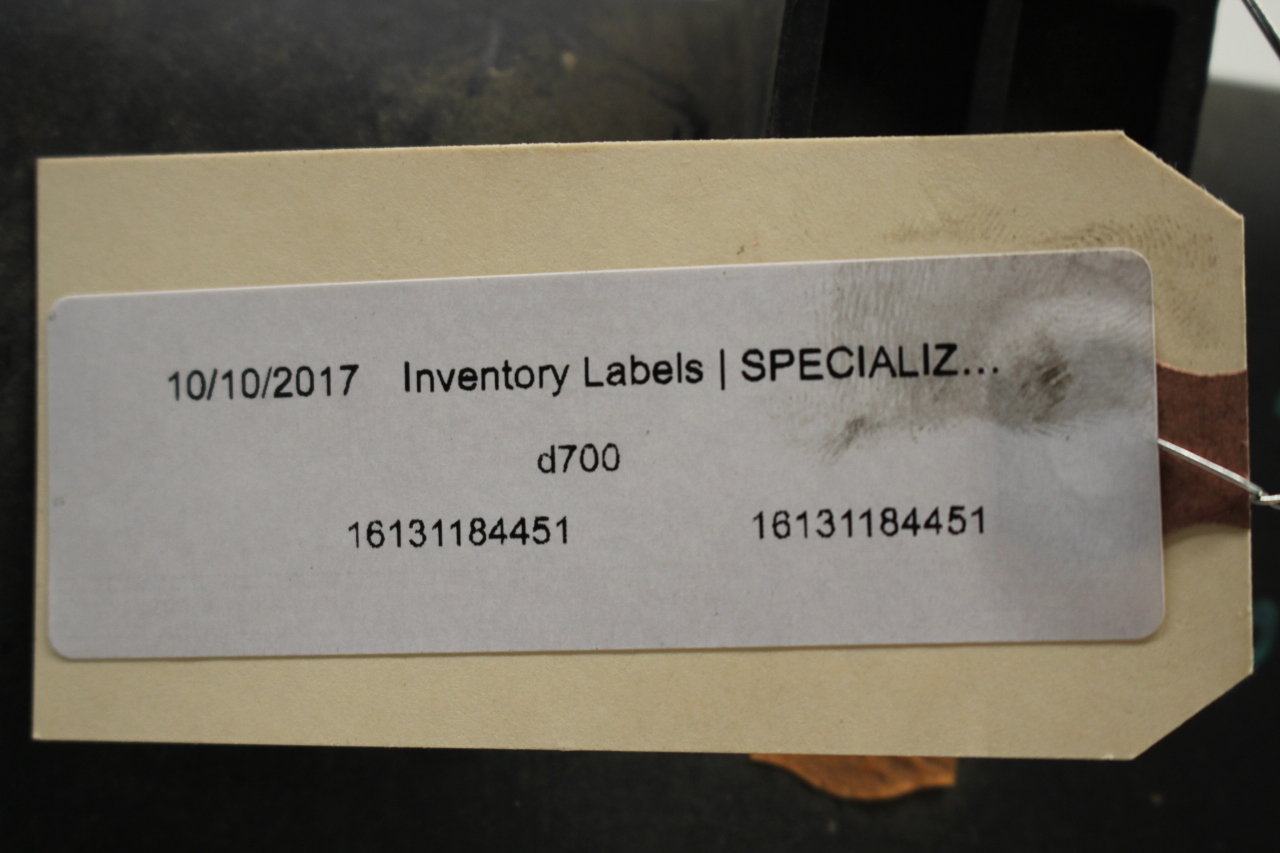 10/10/2017 Inventory Labels | SPECIALIZ...
d700
16131184451 16131184451